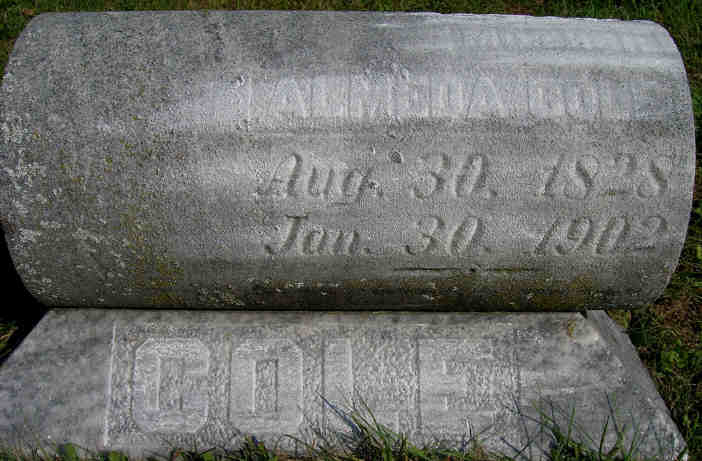 ALMEDA COLE
Aug. 30. 1828
Jan. 30. 1902
COLE